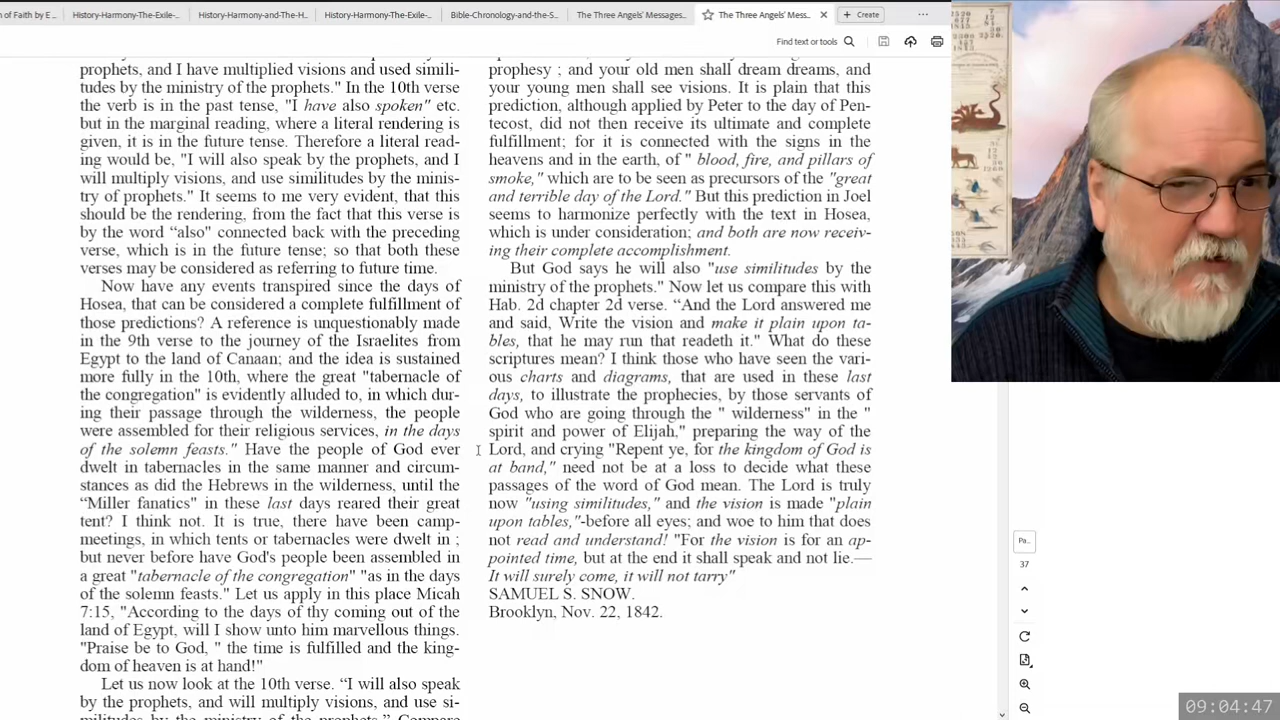 n of Faith by E ...
History-Harmony-The-Exile-...
History-Harmony-and-The-H...
History-Harmony-The-Exile-...
Bible-Chronology-and-the-S...
The Three Angels' Messages..
The Three Angels' Mess..
Create
Find text or tools
prophets, and I have multiplied visions and used simili-
tudes by the ministry of the prophets." In the 10th verse
the verb is in the past tense, "I have also spoken" etc.
but in the marginal reading, where a literal rendering is
given, it is in the future tense. Therefore a literal read-
ing would be, "I will also speak by the prophets, and I
will multiply visions, and use similitudes by the minis-
try of prophets." It seems to me very evident, that this
should be the rendering, from the fact that this verse is
by the word “also" connected back with the preceding
verse, which is in the future tense; so that both these
verses may be considered as referring to future time.
Now have any events transpired since the days of
Hosea, that can be considered a complete fulfillment of
those predictions? A reference is unquestionably made
in the 9th verse to the journey of the Israelites from
Egypt to the land of Canaan; and the idea is sustained
more fully in the 10th, where the great "tabernacle of
the congregation" is evidently alluded to, in which dur-
ing their passage through the wilderness, the people
were assembled for their religious services, in the days
of the solemn feasts." Have the people of God ever
dwelt in tabernacles in the same manner and circum-
stances as did the Hebrews in the wilderness, until the
“Miller fanatics" in these last days reared their great
tent? I think not. It is true, there have been camp-
meetings, in which tents or tabernacles were dwelt in ;
but never before have God's people been assembled in
a great "tabernacle of the congregation" "as in the days
of the solemn feasts." Let us apply in this place Micah
7:15, "According to the days of thy coming out of the
land of Egypt, will I show unto him marvellous things.
"Praise be to God, " the time is fulfilled and the king-
dom of heaven is at hand!"
Let us now look at the 10th verse. “I will also speak
by the prophets, and will multiply visions, and use si-
militudes by the ministry of the prophets.” Compare
prophesy ; and your old men shall dream dreams, and
your young men shall see visions. It is plain that this
prediction, although applied by Peter to the day of Pen-
tecost, did not then receive its ultimate and complete
fulfillment; for it is connected with the signs in the
heavens and in the earth, of " blood, fire, and pillars of
smoke," which are to be seen as precursors of the "great
and terrible day of the Lord." But this prediction in Joel
seems to harmonize perfectly with the text in Hosea,
which is under consideration; and both are now receiv-
ing their complete accomplishment.
But God says he will also "use similitudes by the
ministry of the prophets." Now let us compare this with
Hab. 2d chapter 2d verse. “And the Lord answered me
and said, Write the vision and make it plain upon ta-
bles, that he may run that readeth it." What do these
scriptures mean? I think those who have seen the vari-
ous charts and diagrams, that are used in these last
days, to illustrate the prophecies, by those servants of
God who are going through the " wilderness" in the "
spirit and power of Elijah," preparing the way of the
Lord, and crying "Repent ye, for the kingdom of God is
at band," need not be at a loss to decide what these
passages of the word of God mean. The Lord is truly
now "using similitudes," and the vision is made "plain
upon tables,"-before all eyes; and woe to him that does
not read and understand! "For the vision is for an ap-
pointed time, but at the end it shall speak and not lie.—
It will surely come, it will not tarry"
SAMUEL S. SNOW.
Brooklyn, Nov. 22, 1842.
Pa...
37
09:04:47